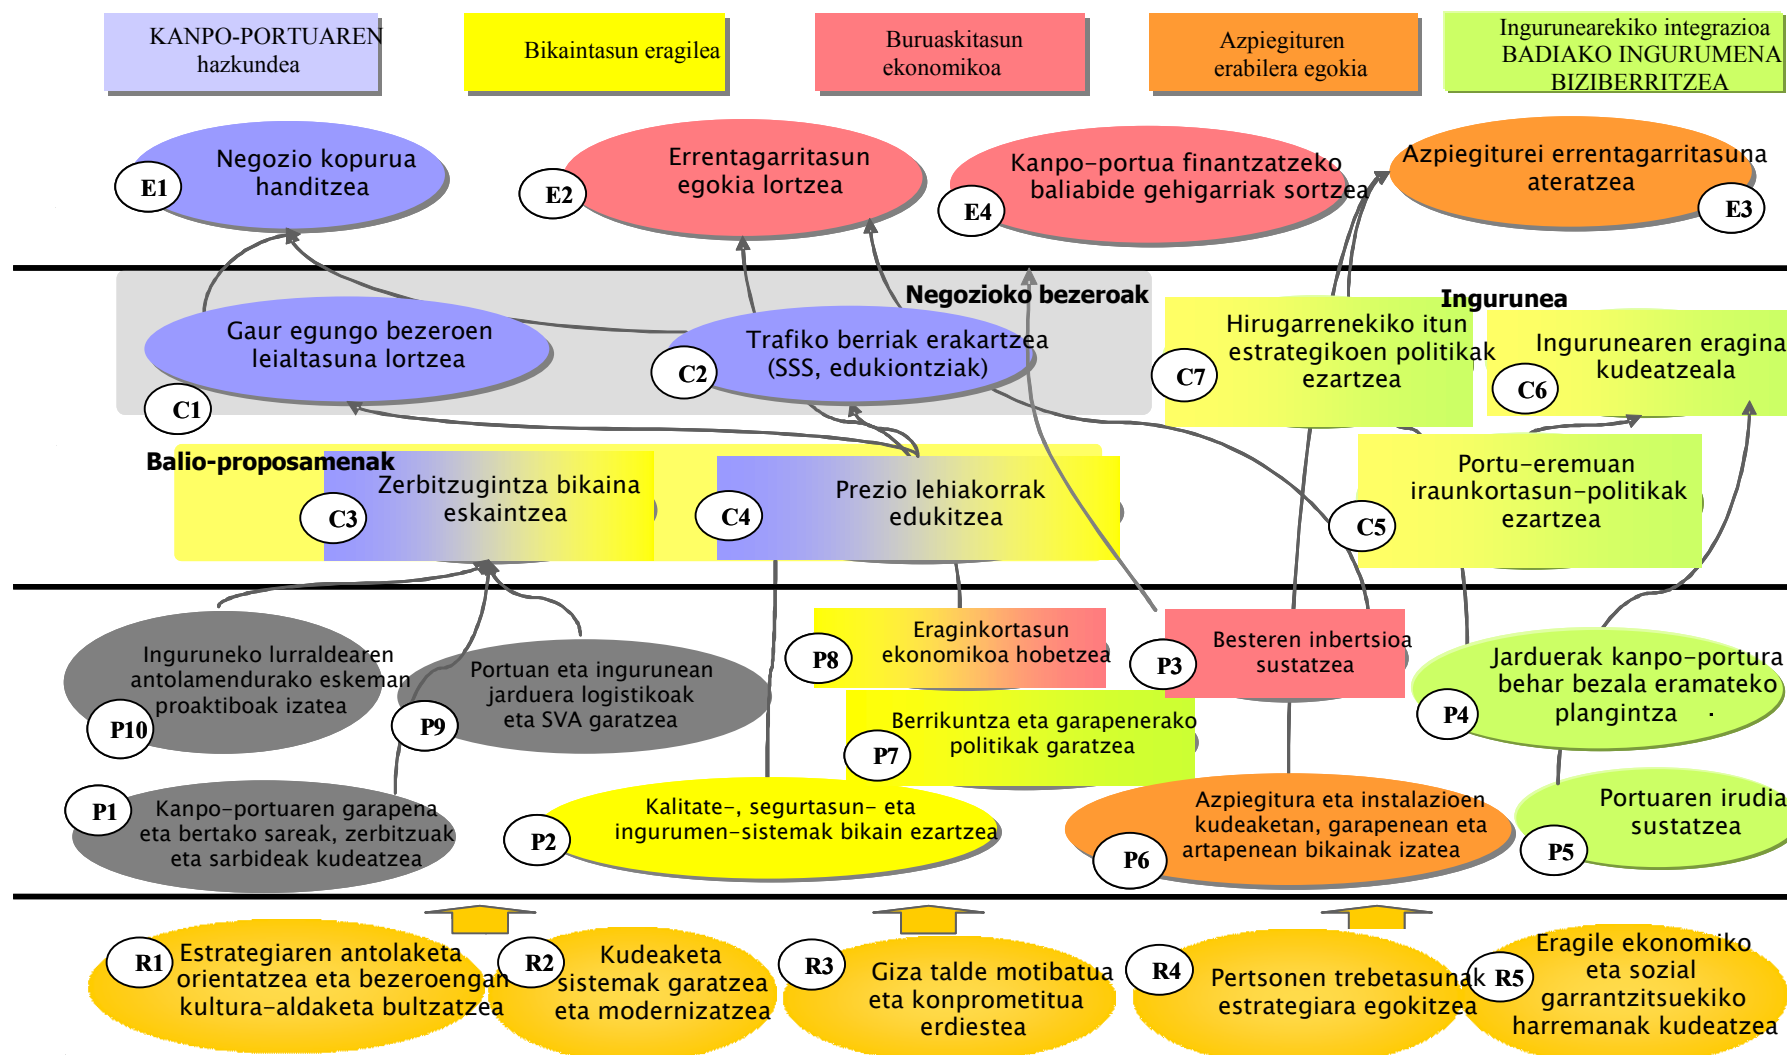 KANPO-PORTUAREN
hazkundea
Bikaintasun eragilea
Buruaskitasun
ekonomikoa
Azpiegituren
erabilera egokia
Ingurunearekiko integrazioa
BADIAKO INGURUMENA
BIZIBERRITZEA
E1
Negozio kopurua
handitzea
E2
Errentagarritasun
egokia lortzea
E4
Kanpo-portua finantzatzeko
baliabide gehigarriak sortzea
Azpiegiturei errentagarritasuna
ateratzea
E3
Negozioko bezeroak
Ingurunea
C1
Gaur egungo bezeroen
leialtasuna lortzea
C2
Trafiko berriak erakartzea
(SSS, edukiontziak)
C7
Hirugarrenekiko itun
estrategikoen politikak
ezartzea
C6
Ingurunearen eragina
kudeatzeala
Balio-proposamenak
C3
Zerbitzugintza bikaina
eskaintzea
C4
Prezio lehiakorrak
edukitzea
C5
Portu-eremuan
iraunkortasun-politikak
ezartzea
P10
Inguruneko lurraldearen
antolamendurako eskeman
proaktiboak izatea
P9
Portuan eta ingurunean
jarduera logistikoak
eta SVA garatzea
P8
Eraginkortasun
ekonomikoa hobetzea
P3
Besteren inbertsioa
sustatzea
P4
Jarduerak kanpo-portura
behar bezala eramateko
plangintza .
P7
Berrikuntza eta garapenerako
politikak garatzea
P1
Kanpo-portuaren garapena
eta bertako sareak, zerbitzuak
eta sarbideak kudeatzea
P2
Kalitate-, segurtasun- eta
ingurumen-sistemak bikain ezartzea
P6
Azpiegitura eta instalazioen
kudeaketan, garapenean eta
artapenean bikainak izatea
P5
Portuaren irudia
sustatzea
R1
Estrategiaren antolaketa
orientatzea eta bezeroengan
kultura-aldaketa bultzatzea
R2
Kudeaketa
sistemak garatzea
eta modernizatzea
R3
Giza talde motibatua
eta konprometitua
erdiestea
R4
Pertsonen trebetasunak
estrategiara egokitzea
R5
Eragile ekonomiko
eta sozial
garrantzitsuekiko
harremanak kudeatzea